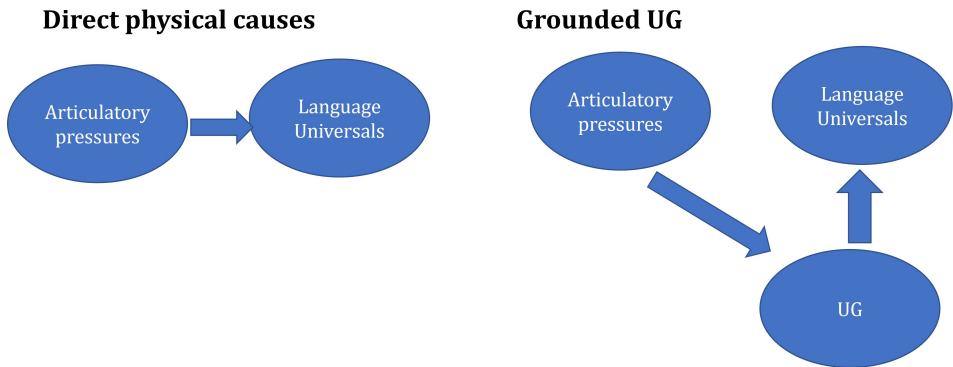 Direct physical causes
Articulatory
pressures
Language
Universals
Grounded UG
Articulatory
pressures
Language
Universals
UG